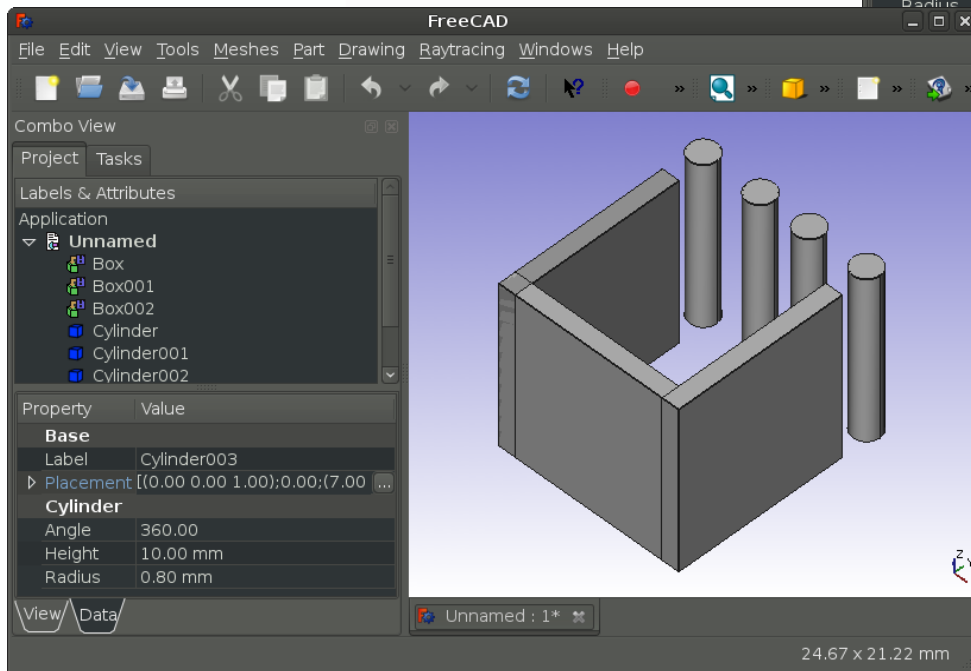 Radius
FreeCAD
File Edit View Tools Meshes Part Drawing Raytracing Windows Help
Combo View
Project Tasks
Labels & Attributes
Application
Unnamed
Box
Box001
Box002
Cylinder
Cylinder001
Cylinder002
Property Value
Base
Label Cylinder003
Placement [(0.00 0.00 1.00);0.00;(7.00 ...
Cylinder
Angle 360.00
Height 10.00 mm
Radius 0.80 mm
View Data
Unnamed : 1*
Z
Y
24.67 x 21.22 mm